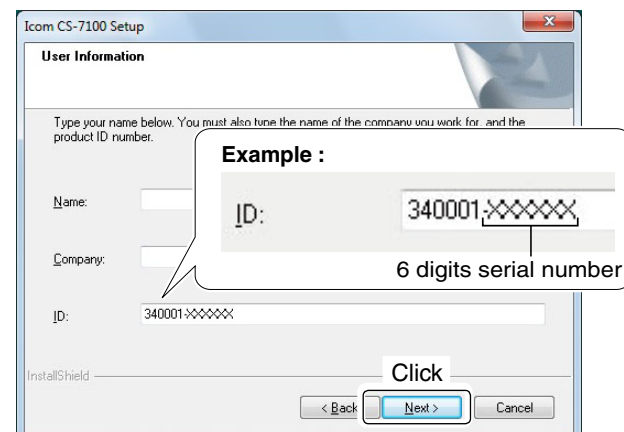 Icom CS-7100 Setup
User Information
Type your name below. You must also type the name of the company you work for, and the
product ID number.
Example :
Name:
ID:
340001-XXXXXX
6 digits serial number
Company:
ID:
340001-XXXXXX
Click
InstallShield
< Back
Next >
Cancel